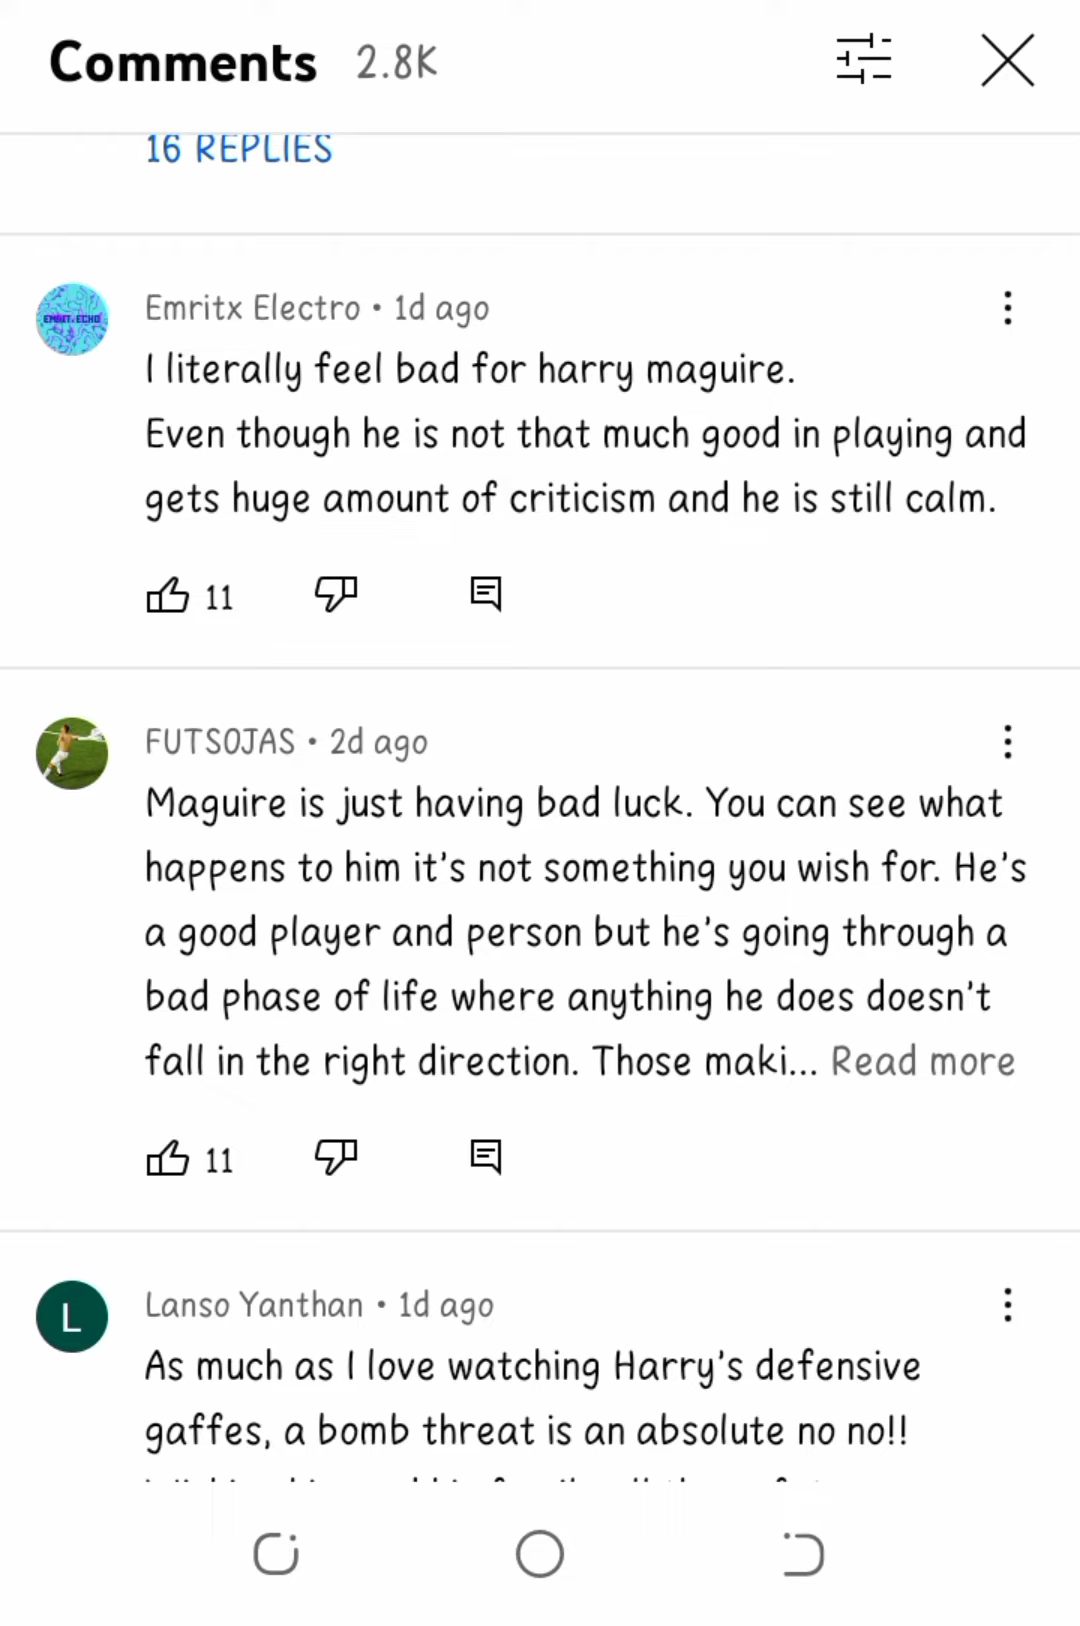 Comments 2.8K
16 REPLIES
EMRIT.ECHO
Emritx Electro • 1d ago
I literally feel bad for harry maguire.
Even though he is not that much good in playing and
gets huge amount of criticism and he is still calm.
11
FUTSOJAS • 2d ago
Maguire is just having bad luck. You can see what
happens to him it's not something you wish for. He's
a good player and person but he's going through a
bad phase of life where anything he does doesn't
fall in the right direction. Those maki... Read more
11
L
Lanso Yanthan • 1d ago
As much as I love watching Harry's defensive
gaffes, a bomb threat is an absolute no no!!